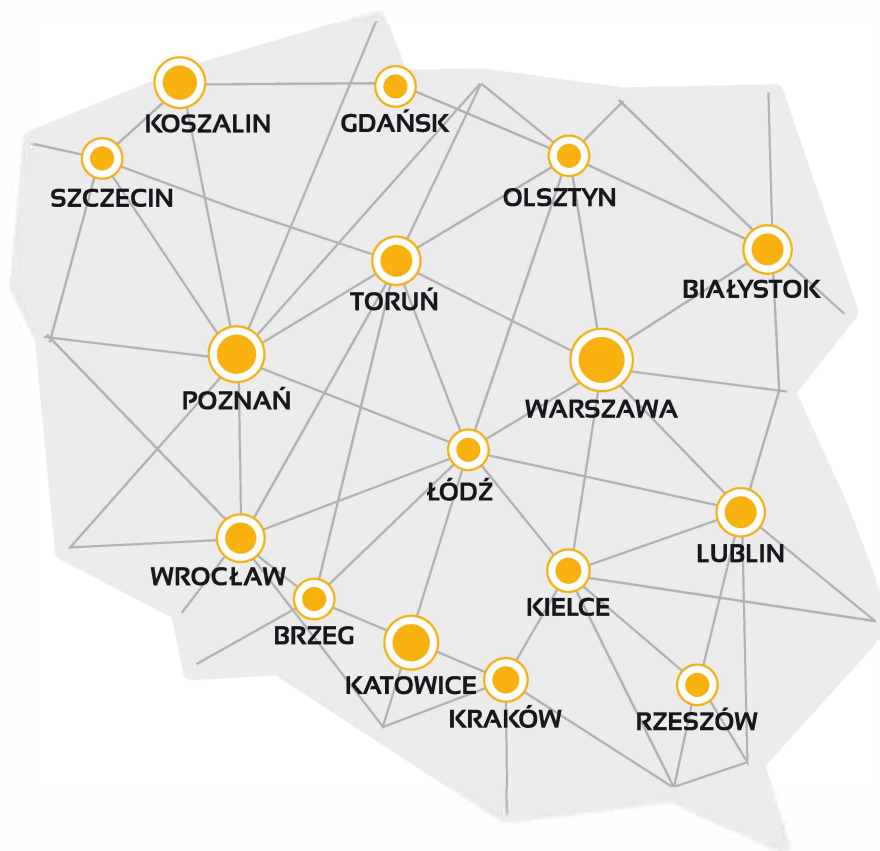 KOSZALIN
GDAŃSK
SZCZECIN
OLSZTYN
BIAŁYSTOK
TORUŃ
POZNAŃ
WARSZAWA
ŁÓDŹ
LUBLIN
WROCŁAW
KIELCE
BRZEG
KATOWICE
KRAKÓW
RZESZÓW